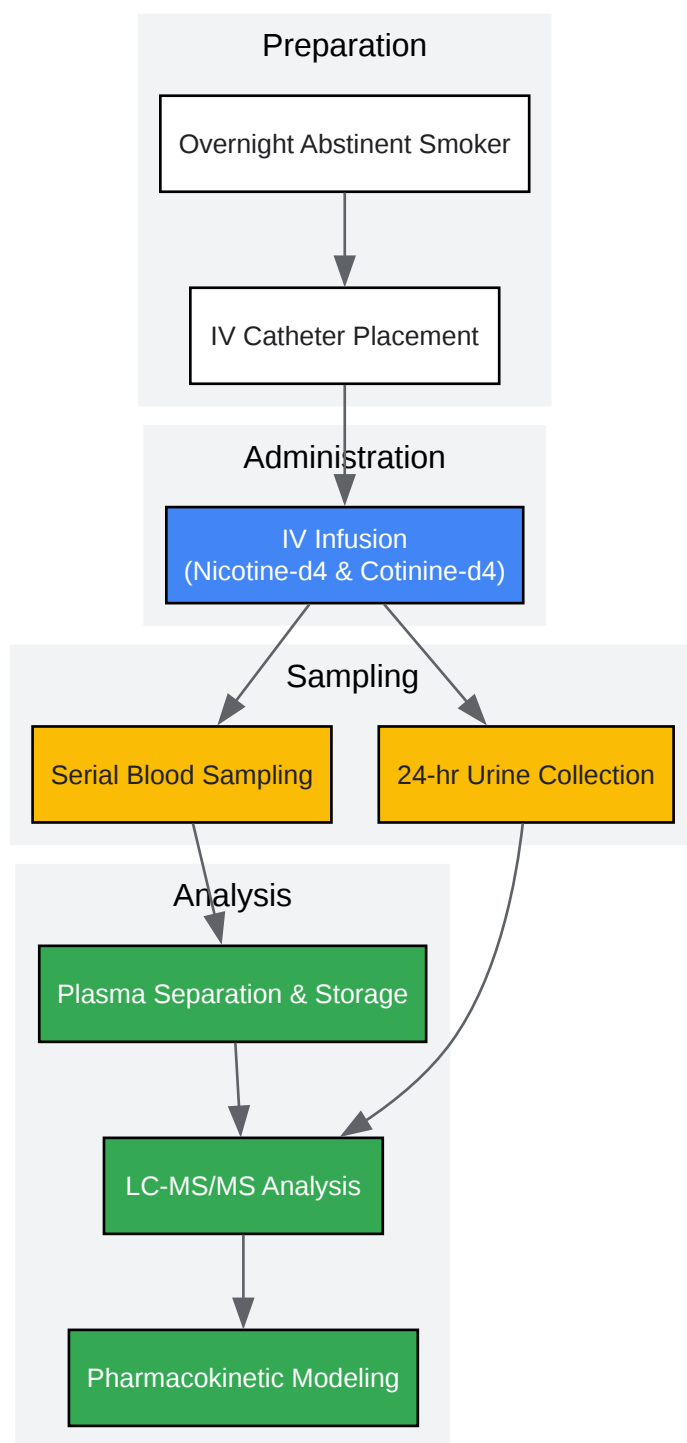 Preparation
Overnight Abstinent Smoker
IV Catheter Placement
Administration
IV Infusion
(Nicotine-d4 & Cotinine-d4)
Sampling
Serial Blood Sampling
24-hr Urine Collection
Analysis
Plasma Separation & Storage
LC-MS/MS Analysis
Pharmacokinetic Modeling